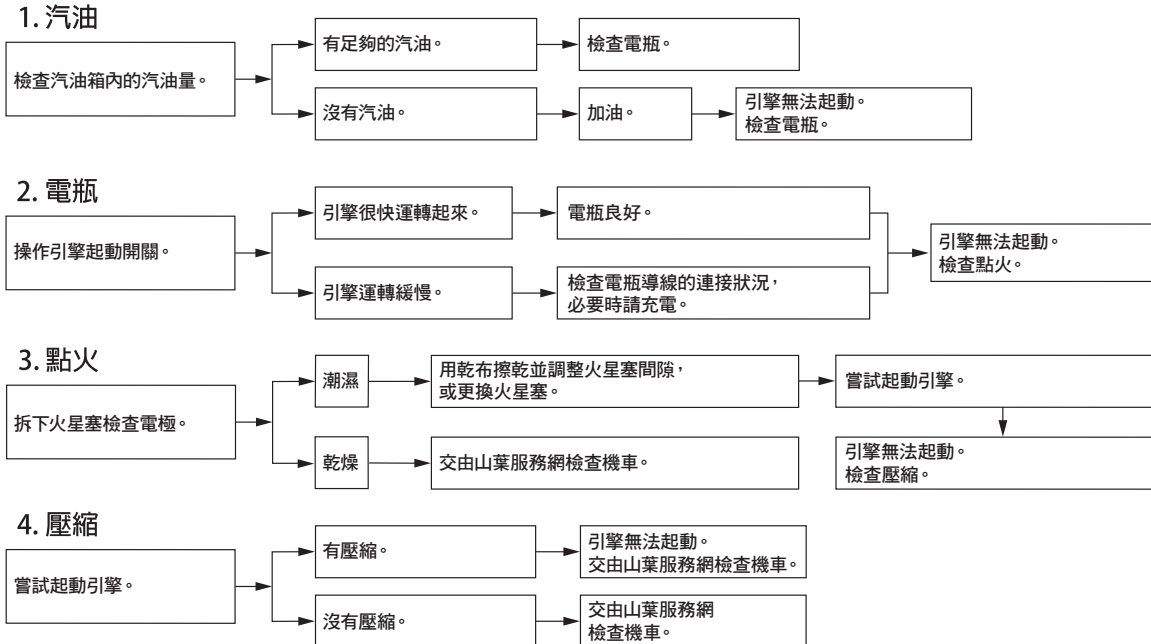 1. 汽油
檢查汽油箱內的汽油量。
有足夠的汽油。
檢查電瓶。
沒有汽油。
加油。
引擎無法起動。
檢查電瓶。
2. 電瓶
操作引擎起動開關。
引擎很快運轉起來。
電瓶良好。
引擎運轉緩慢。
檢查電瓶導線的連接狀況，
必要時請充電。
引擎無法起動。
檢查點火。
3. 點火
拆下火星塞檢查電極。
潮濕
用乾布擦乾並調整火星塞間隙，
或更換火星塞。
嘗試起動引擎。
乾燥
交由山葉服務網檢查機車。
引擎無法起動。
檢查壓縮。
4. 壓縮
嘗試起動引擎。
有壓縮。
引擎無法起動。
交由山葉服務網檢查機車。
沒有壓縮。
交由山葉服務網
檢查機車。